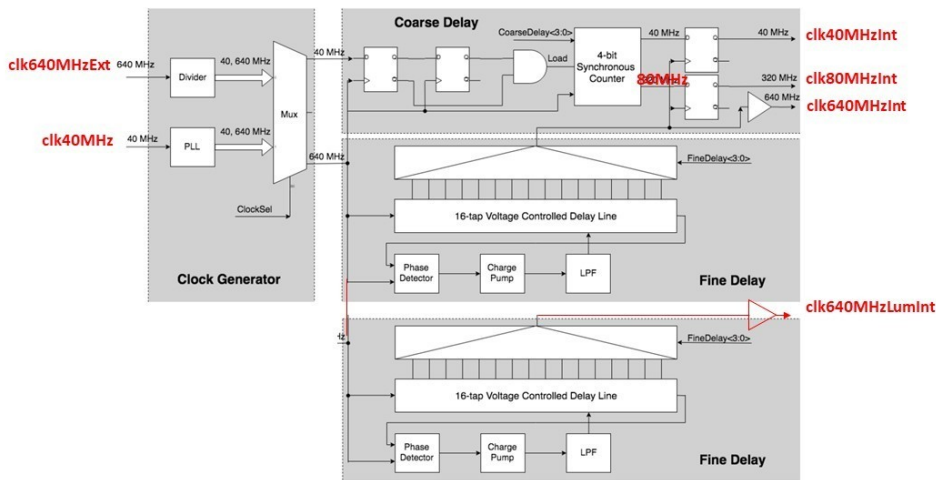 Coarse Delay
CoarseDelay<3:0>
40 MHz
40 MHz
clk40MHzInt
clk640MHzExt
640 MHz
Divider
40, 640 MHz
40 MHz
Load
4-bit
Synchronous
Counter
80MHz
320 MHz
clk80MHzInt
640 MHz
clk640MHzInt
Mux
clk40MHz
40 MHz
PLL
40, 640 MHz
640 MHz
FineDelay<3:0>
ClockSel
16-tap Voltage Controlled Delay Line
Phase
Detector
Charge
Pump
LPF
Clock Generator
Fine Delay
clk640MHzLumInt
FineDelay<3:0>
16-tap Voltage Controlled Delay Line
Phase
Detector
Charge
Pump
LPF
Fine Delay